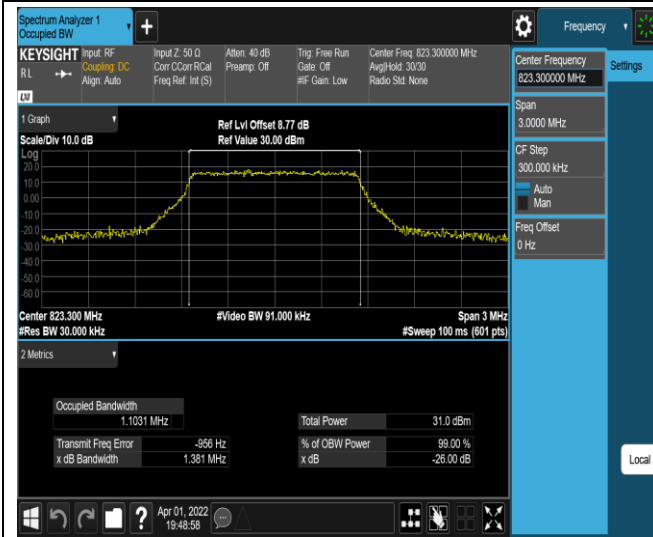 Spectrum Analyzer 1
Occupied BW
+
Frequency
KEYSIGHT
RL
LXI
Input: RF
Coupling: DC
Align: Auto
Input Z: 50 Ω
Corr CCorr RCal
Freq Ref: Int (S)
Atten: 40 dB
Preamp: Off
Trig: Free Run
Gate: Off
#IF Gain: Low
Center Freq: 823.300000 MHz
Avg|Hold: 30/30
Radio Std: None
Center Frequency
823.300000 MHz
Settings
Span
3.0000 MHz
CF Step
300.000 kHz
Auto
Man
Freq Offset
0 Hz
1 Graph
Scale/Div 10.0 dB
Ref Lvl Offset 8.77 dB
Ref Value 30.00 dBm
Log
20.0
10.0
0.00
-10.0
-20.0
-30.0
-40.0
-50.0
-60.0
Center 823.300 MHz
#Res BW 30.000 kHz
#Video BW 91.000 kHz
Span 3 MHz
#Sweep 100 ms (601 pts)
2 Metrics
Occupied Bandwidth
1.1031 MHz
Total Power 31.0 dBm
Transmit Freq Error -956 Hz
% of OBW Power 99.00 %
x dB Bandwidth 1.381 MHz
x dB -26.00 dB
Local
?
Apr 01, 2022
19:48:58